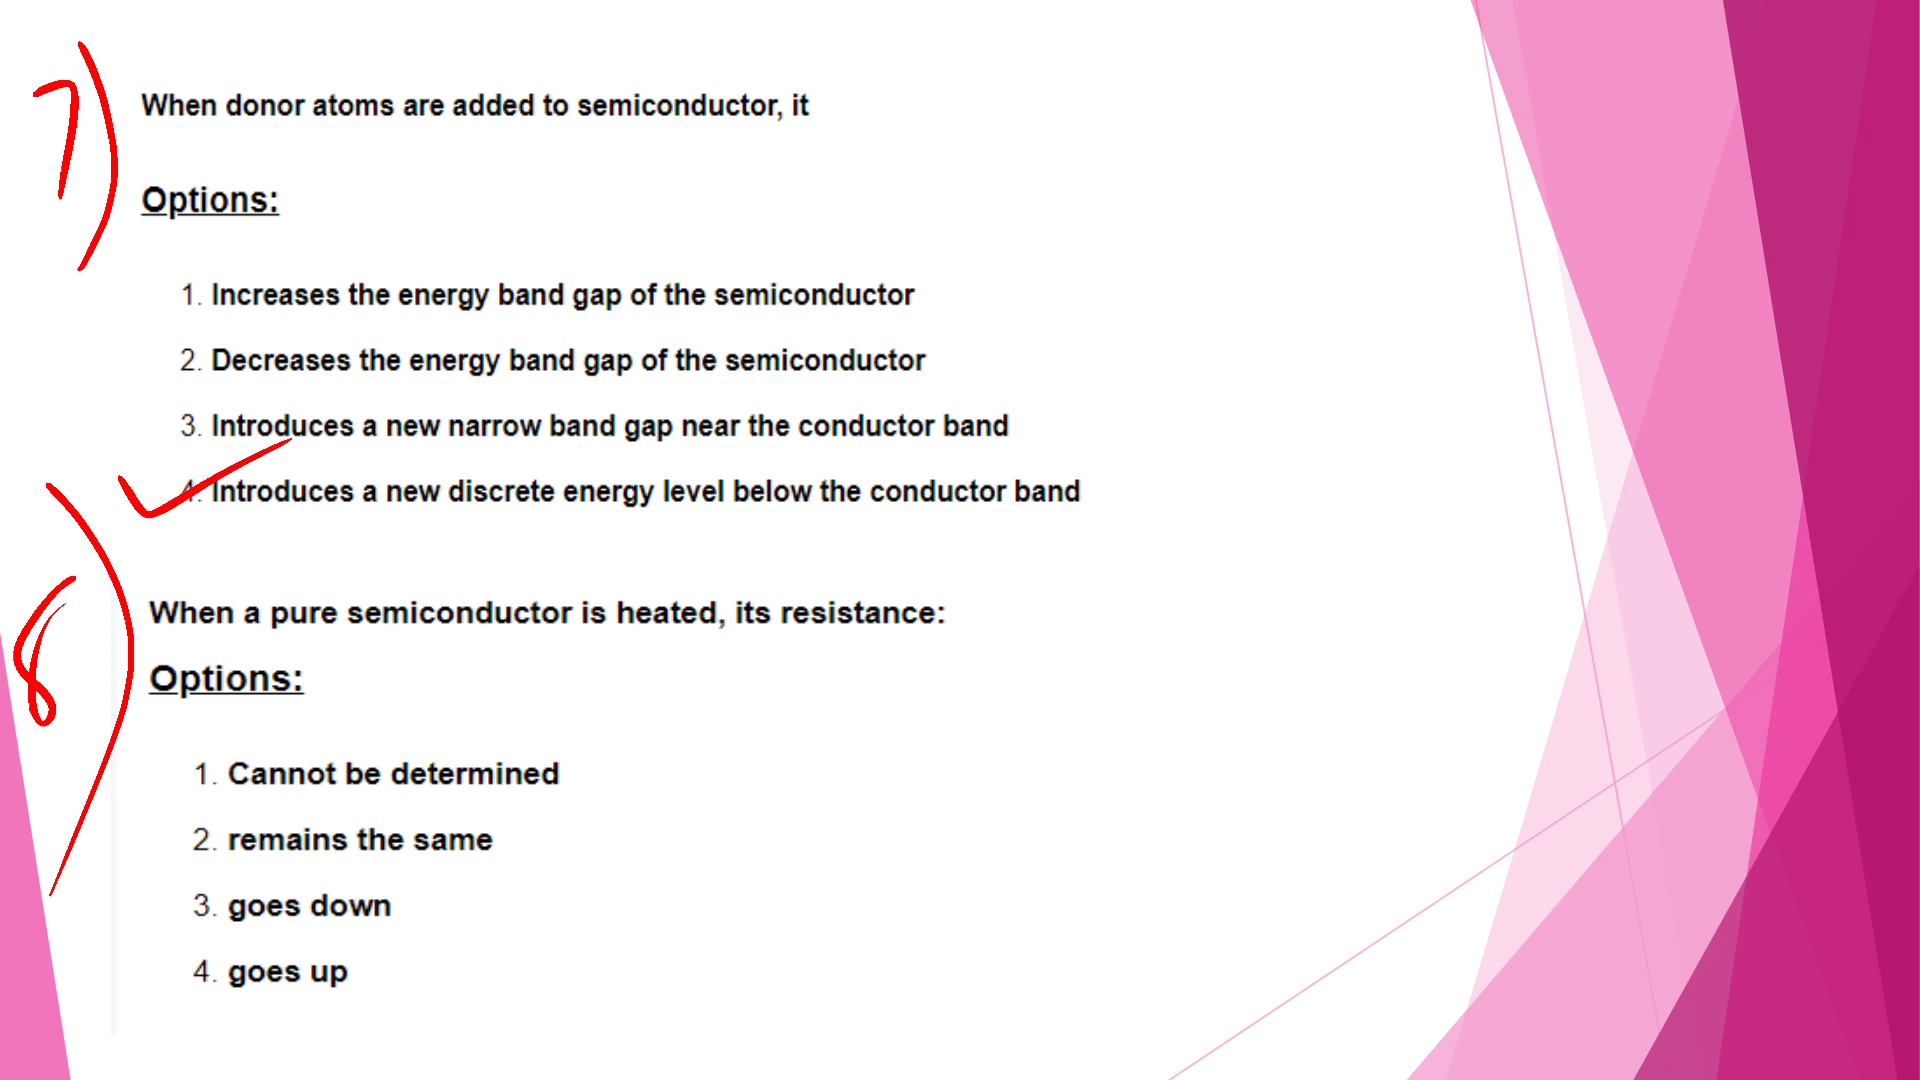 7)
When donor atoms are added to semiconductor, it
Options:
1. Increases the energy band gap of the semiconductor
2. Decreases the energy band gap of the semiconductor
3. Introduces a new narrow band gap near the conductor band
4. Introduces a new discrete energy level below the conductor band
8)
When a pure semiconductor is heated, its resistance:
Options:
1. Cannot be determined
2. remains the same
3. goes down
4. goes up